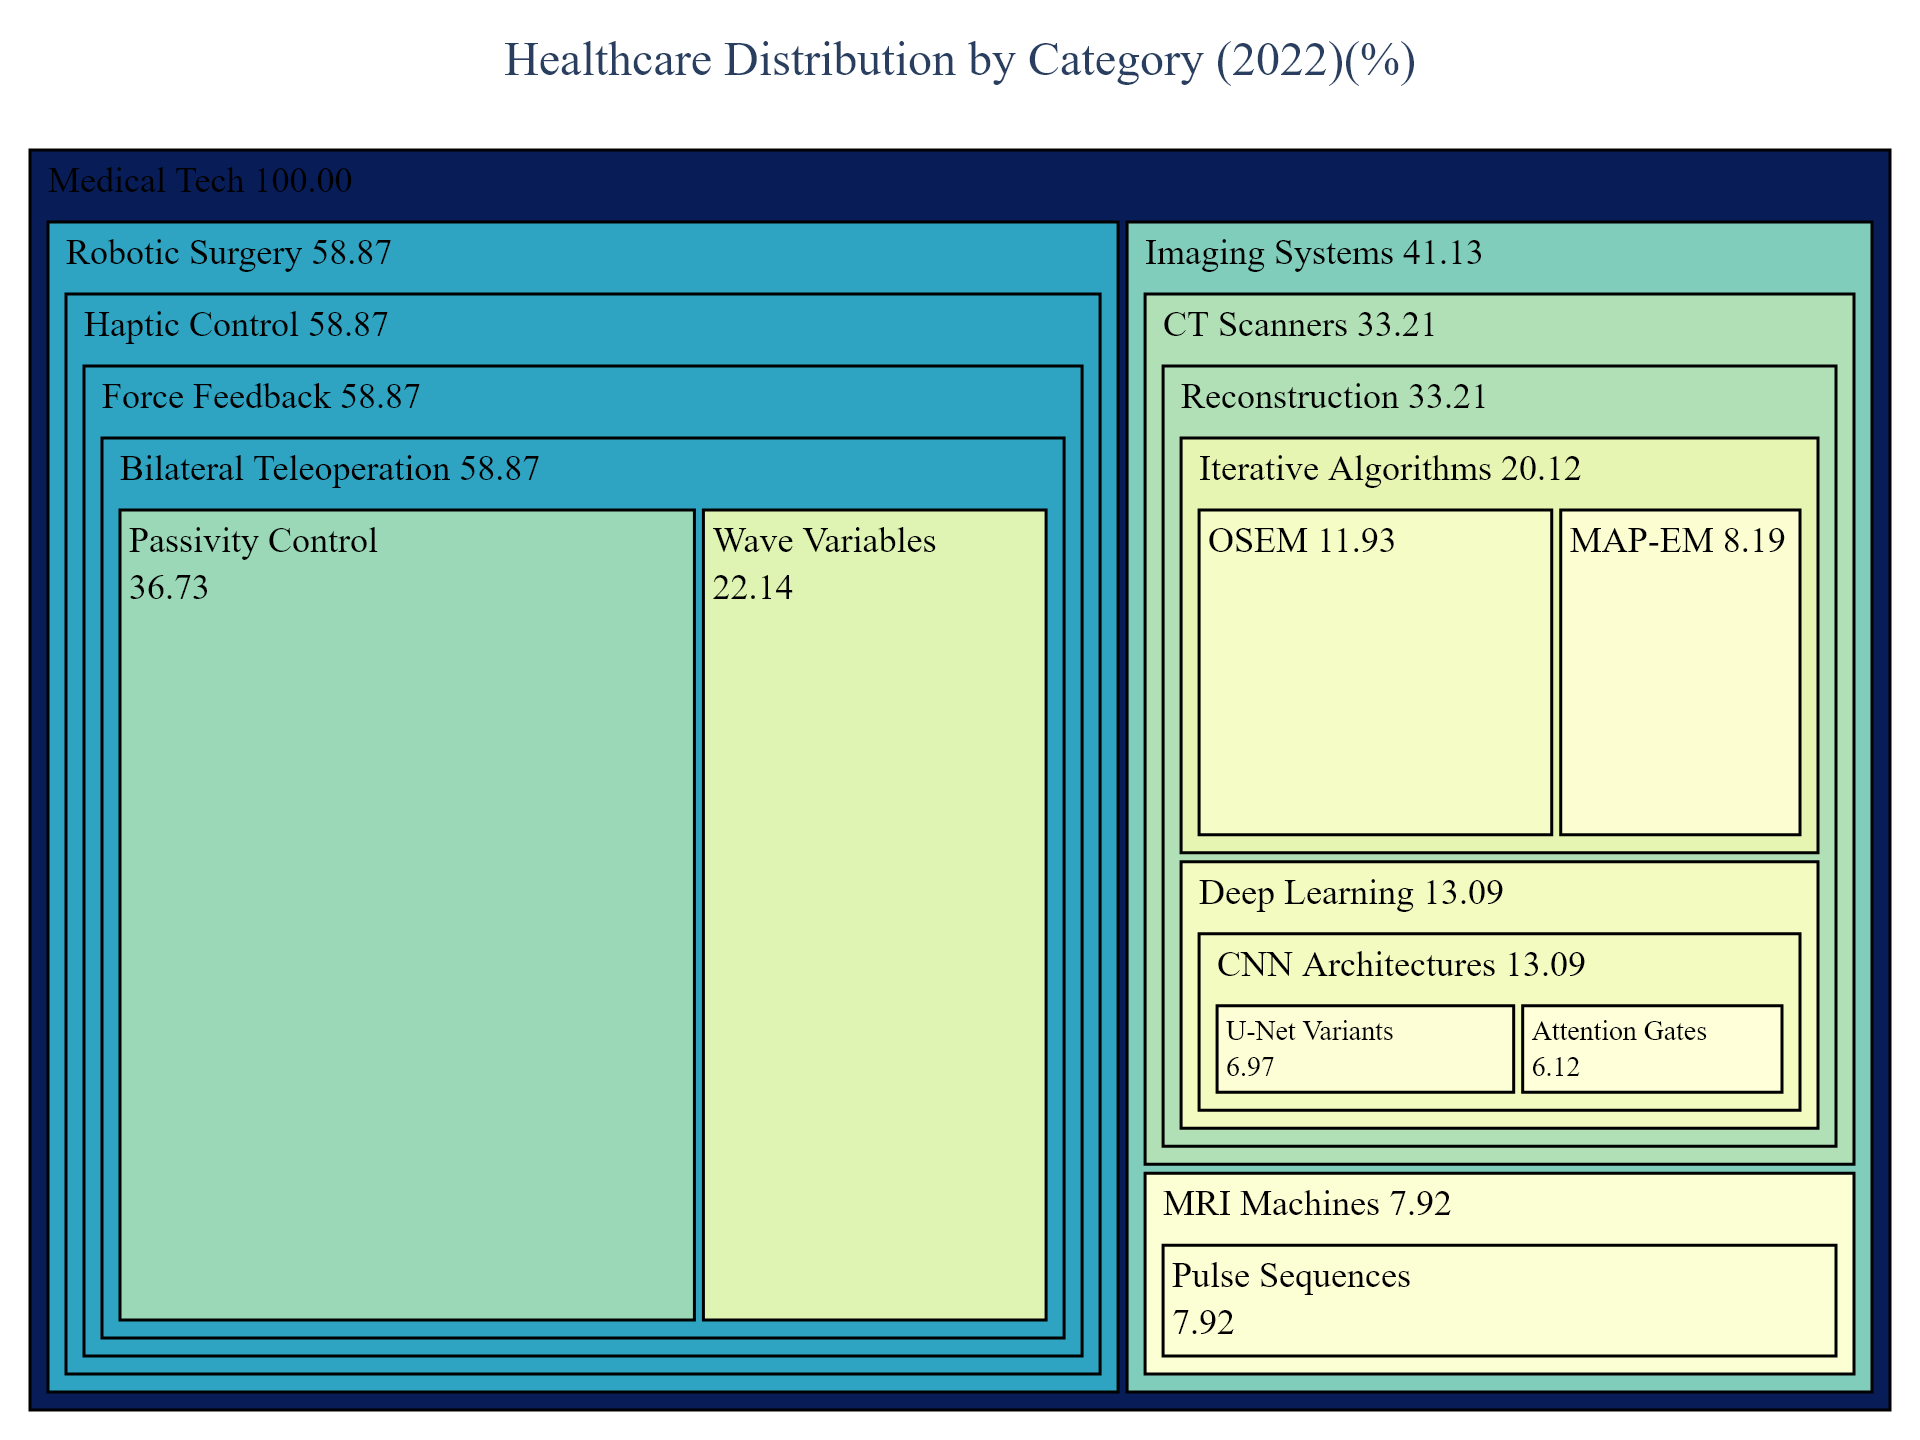 Healthcare Distribution by Category (2022)(%)
Medical Tech 100.00
Robotic Surgery 58.87
Haptic Control 58.87
Force Feedback 58.87
Bilateral Teleoperation 58.87
Passivity Control
36.73
Wave Variables
22.14
Imaging Systems 41.13
CT Scanners 33.21
Reconstruction 33.21
Iterative Algorithms 20.12
OSEM 11.93
MAP-EM 8.19
Deep Learning 13.09
CNN Architectures 13.09
U-Net Variants
6.97
Attention Gates
6.12
MRI Machines 7.92
Pulse Sequences
7.92